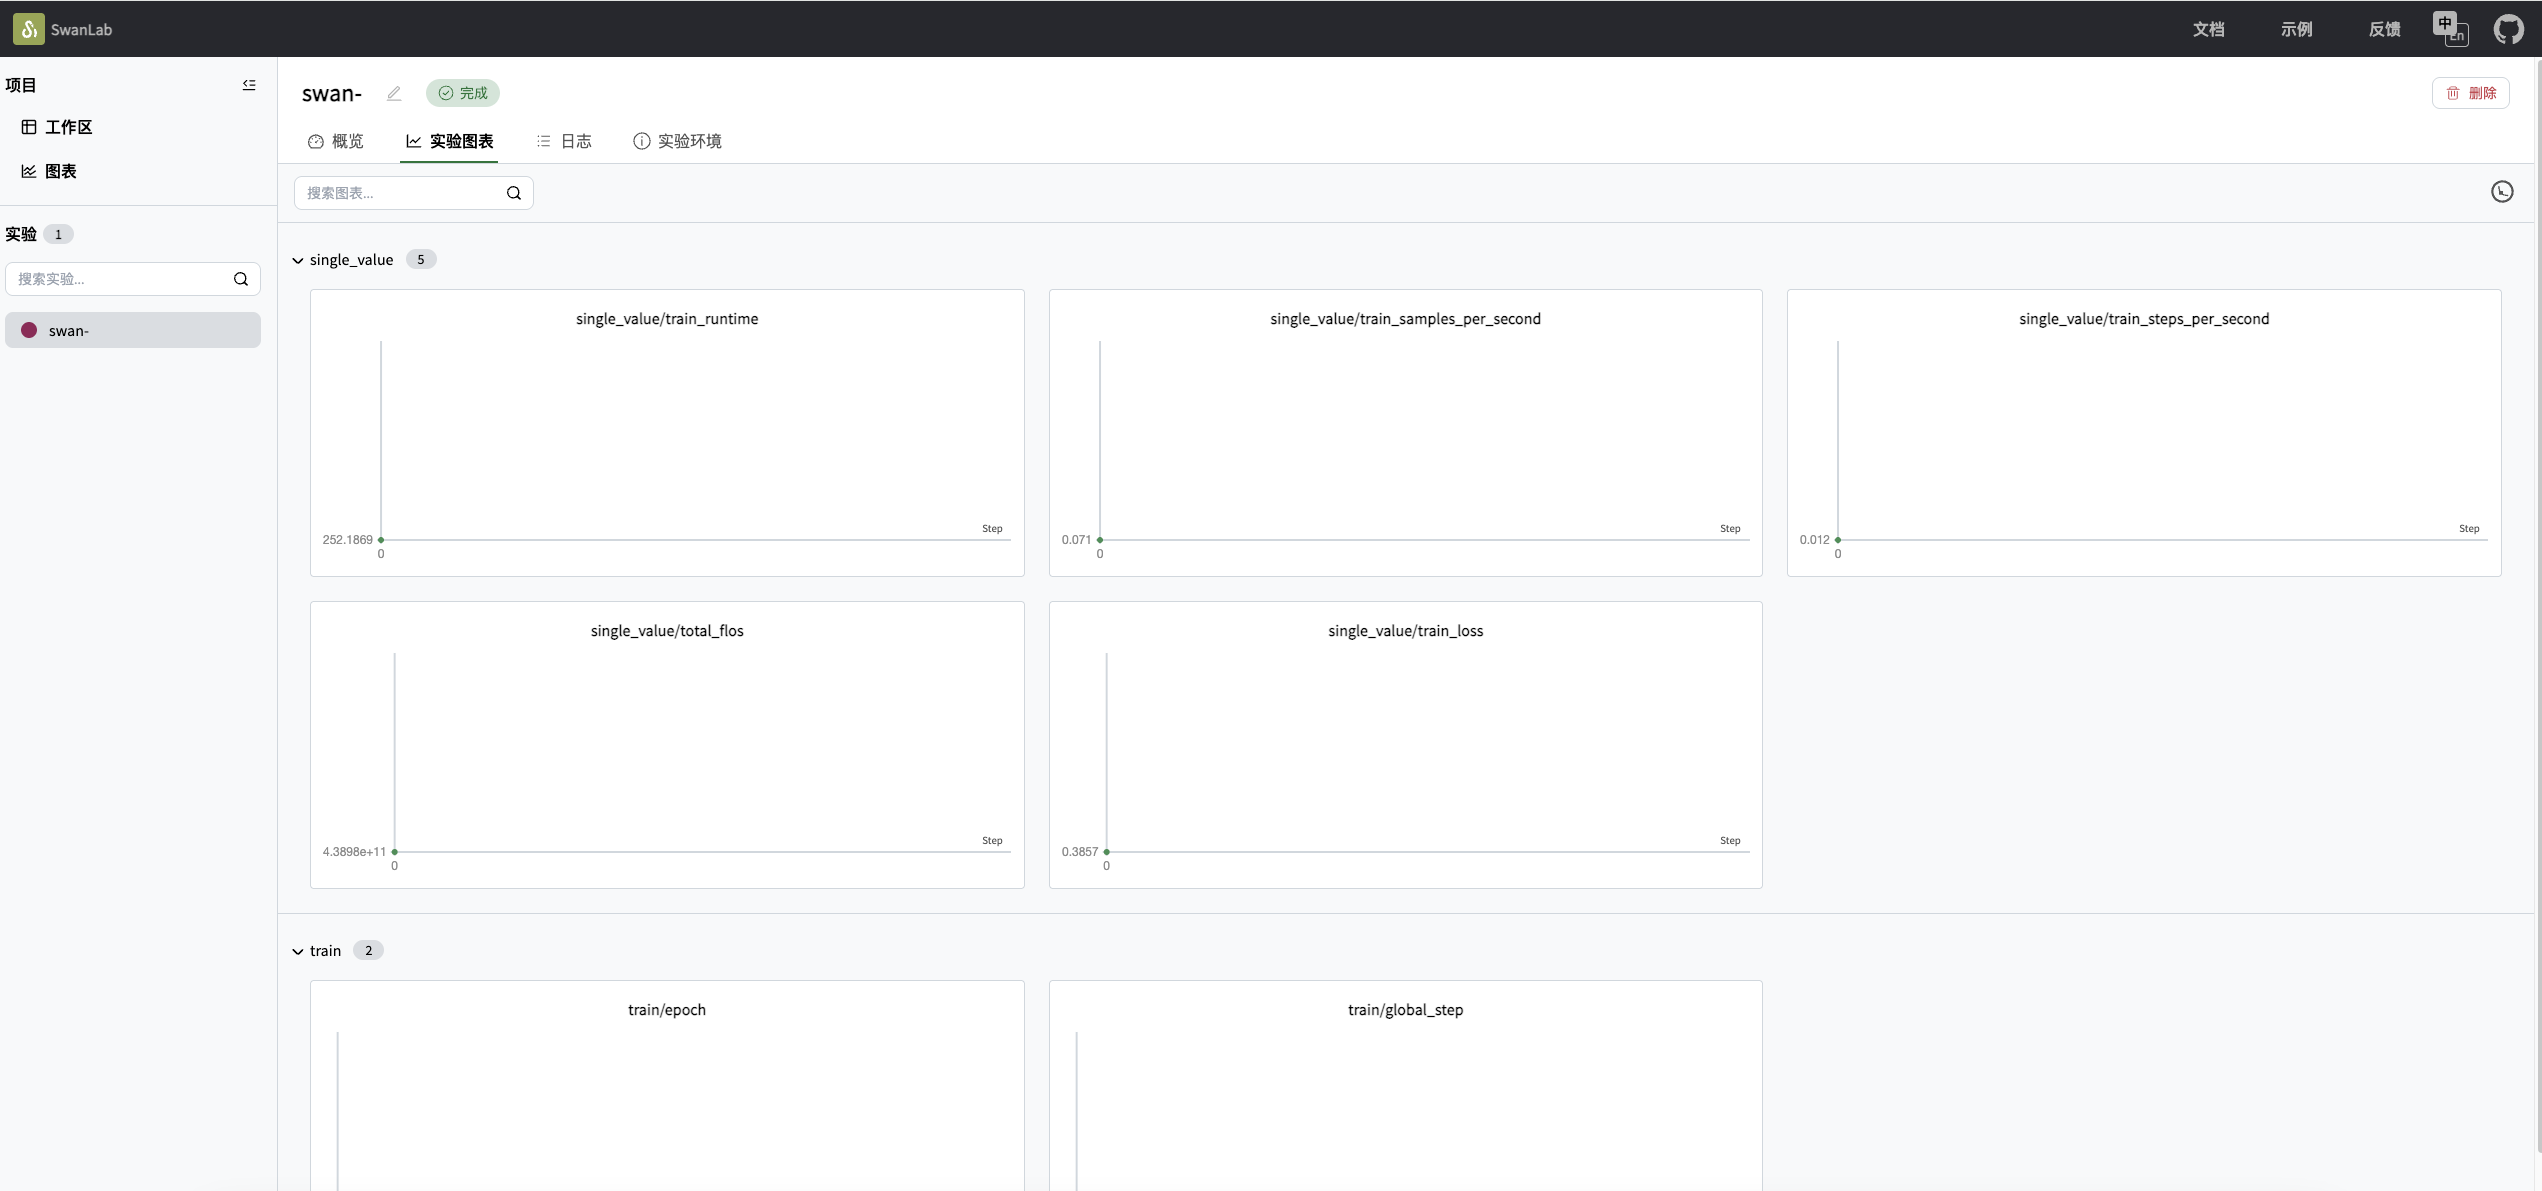 SwanLab
文档
示例
反馈
中
En
项目
工作区
图表
实验 1
搜索实验...
swan-
swan-
完成
删除
概览
实验图表
日志
实验环境
搜索图表...
single_value 5
single_value/train_runtime
252.1869
0
Step
single_value/train_samples_per_second
0.071
0
Step
single_value/train_steps_per_second
0.012
0
Step
single_value/total_flos
4.3898e+11
0
Step
single_value/train_loss
0.3857
0
Step
train 2
train/epoch
train/global_step